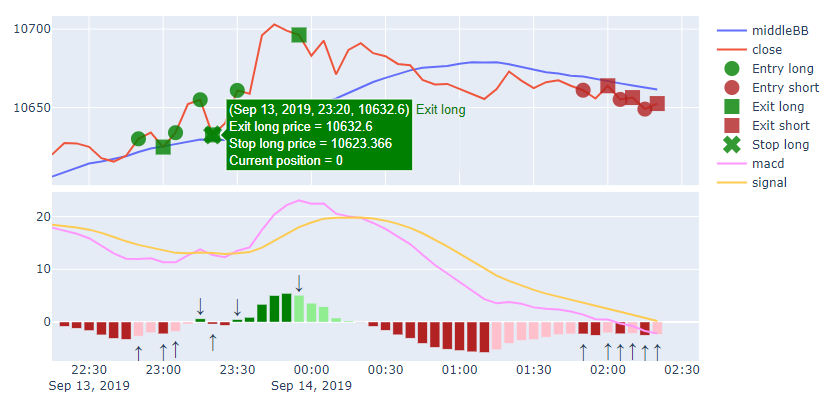 10700
10650
(Sep 13, 2019, 23:20, 10632.6) Exit long
Exit long price = 10632.6
Stop long price = 10623.366
Current position = 0
middleBB
close
Entry long
Entry short
Exit long
Exit short
Stop long
macd
signal
20
10
0
22:30 23:00 23:30 00:00 00:30 01:00 01:30 02:00 02:30
Sep 13, 2019 Sep 14, 2019